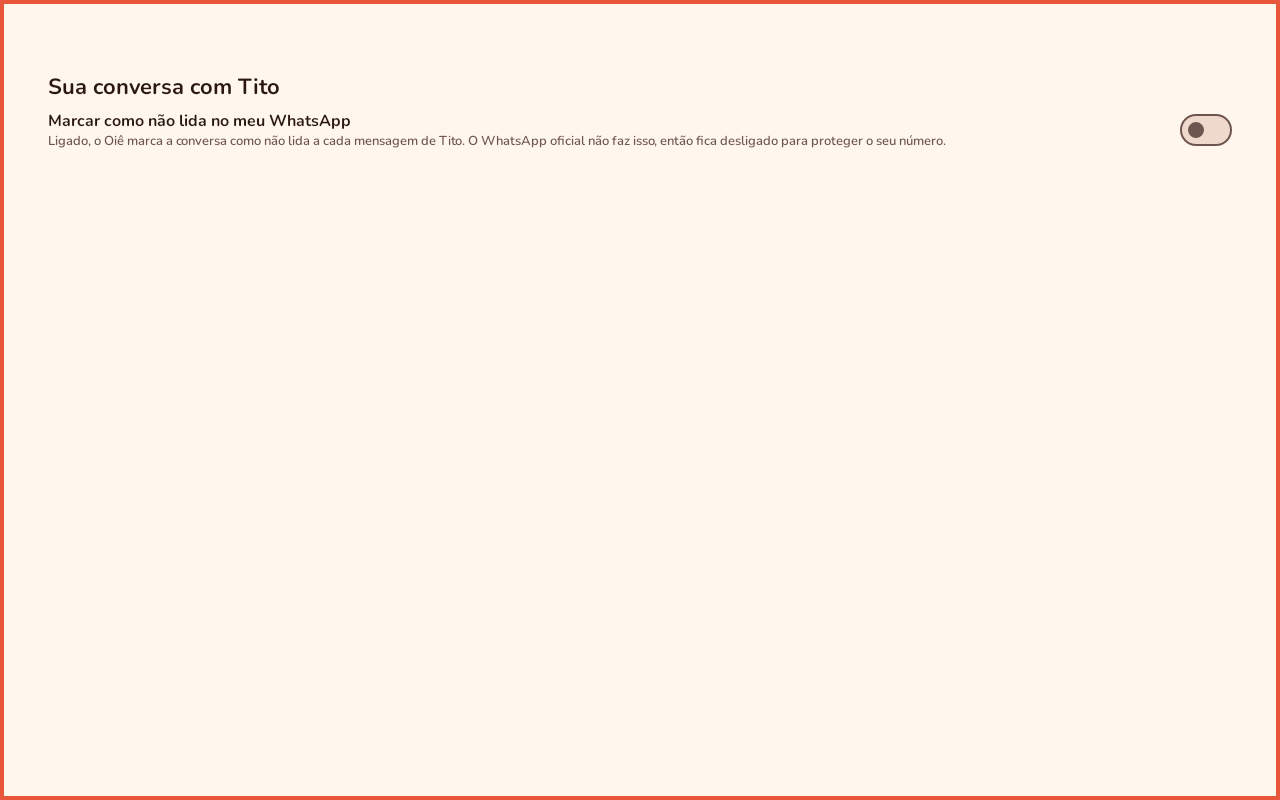 Sua conversa com Tito
Marcar como não lida no meu WhatsApp
Ligado, o Oiê marca a conversa como não lida a cada mensagem de Tito. O WhatsApp oficial não faz isso, então fica desligado para proteger o seu número.